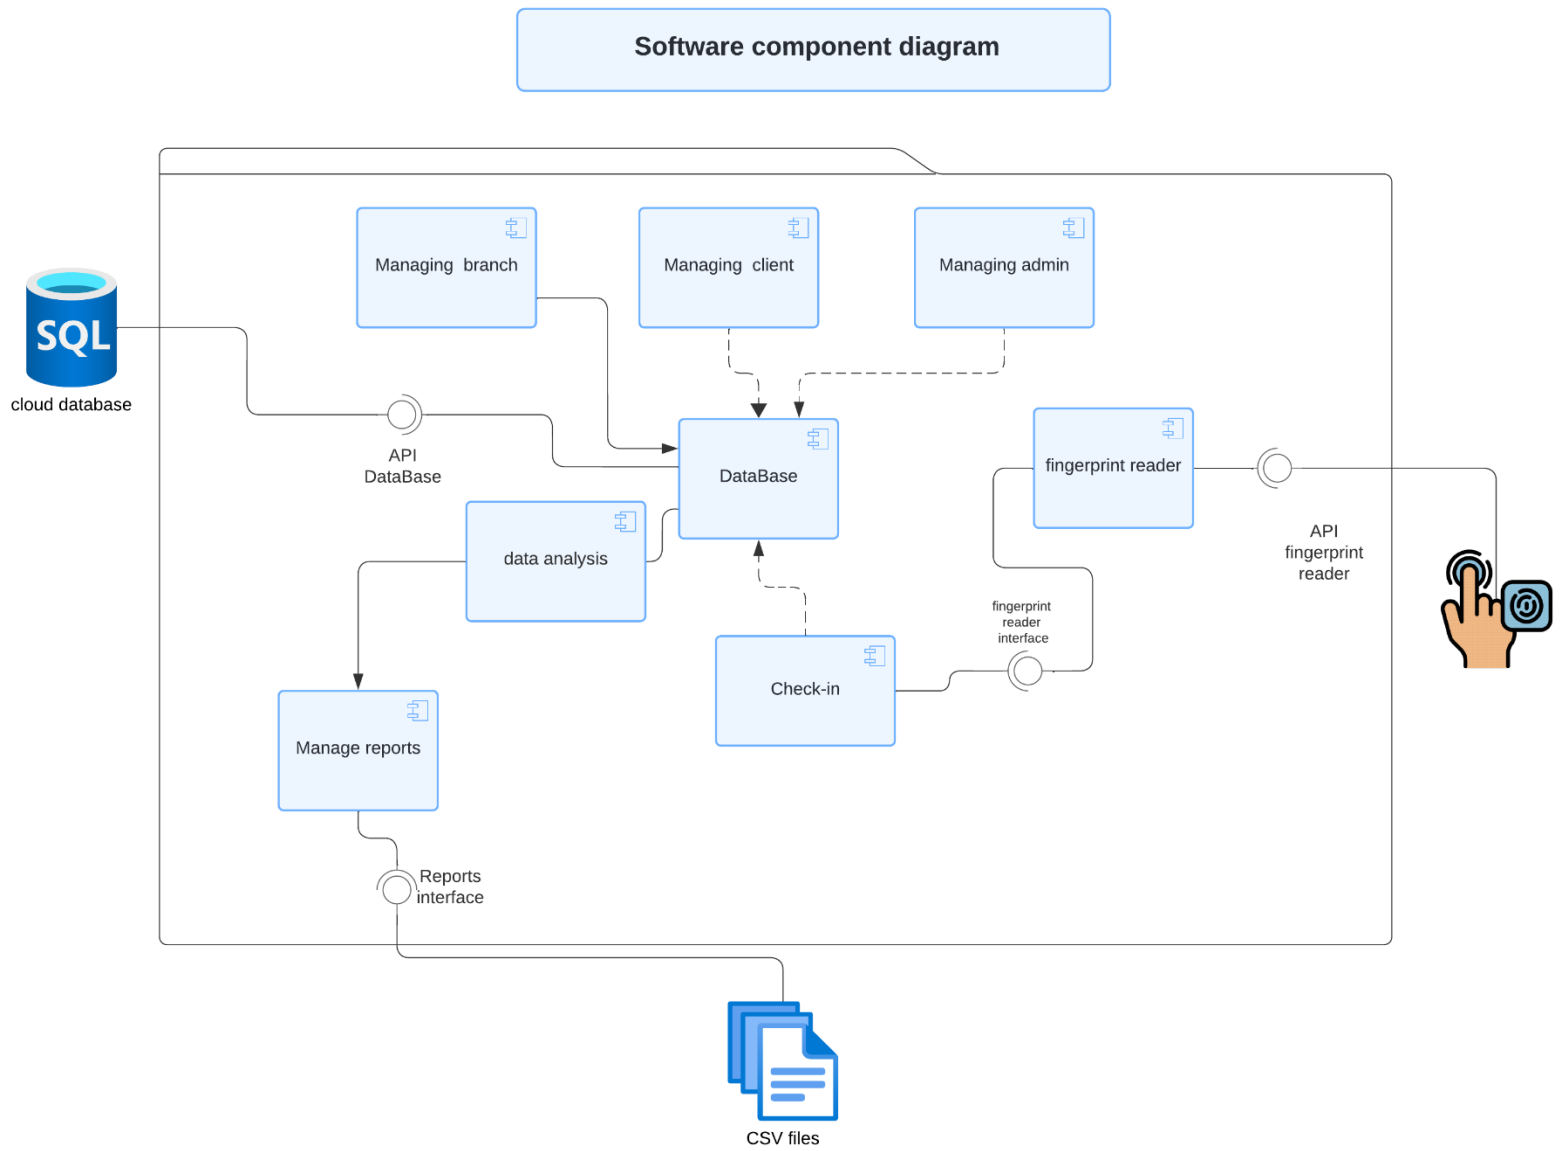 Software component diagram
Managing  branch
Managing  client
Managing admin
SQL
cloud database
API
DataBase
DataBase
fingerprint reader
API
fingerprint
reader
data analysis
fingerprint
reader
interface
Check-in
Manage reports
Reports
interface
CSV files